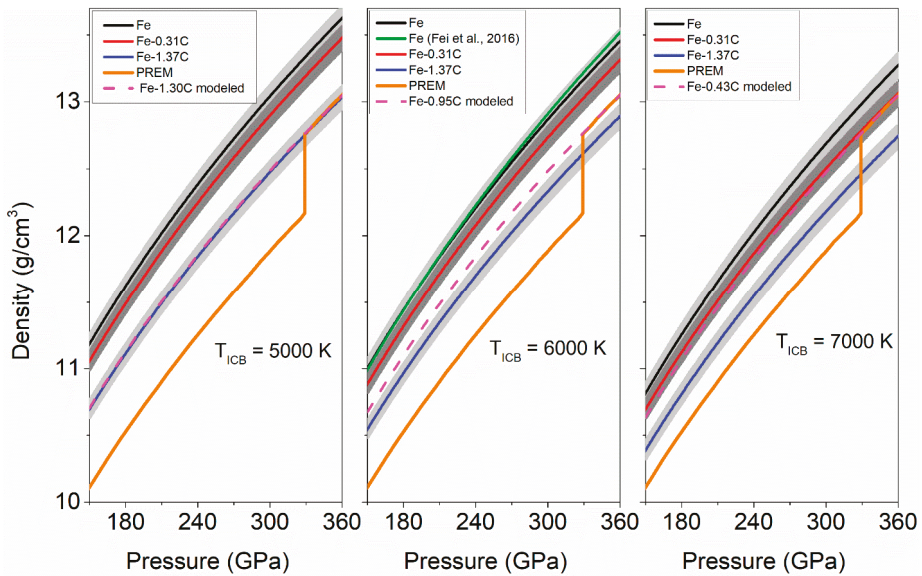 Fe
Fe-0.31C
Fe-1.37C
PREM
Fe-1.30C modeled
Fe
Fe (Fei et al., 2016)
Fe-0.31C
Fe-1.37C
PREM
Fe-0.95C modeled
Fe
Fe-0.31C
Fe-1.37C
PREM
Fe-0.43C modeled
13
12
11
10
Density (g/cm³)
T_ICB = 5000 K
T_ICB = 6000 K
T_ICB = 7000 K
180 240 300 360
180 240 300 360
180 240 300 360
Pressure (GPa)
Pressure (GPa)
Pressure (GPa)